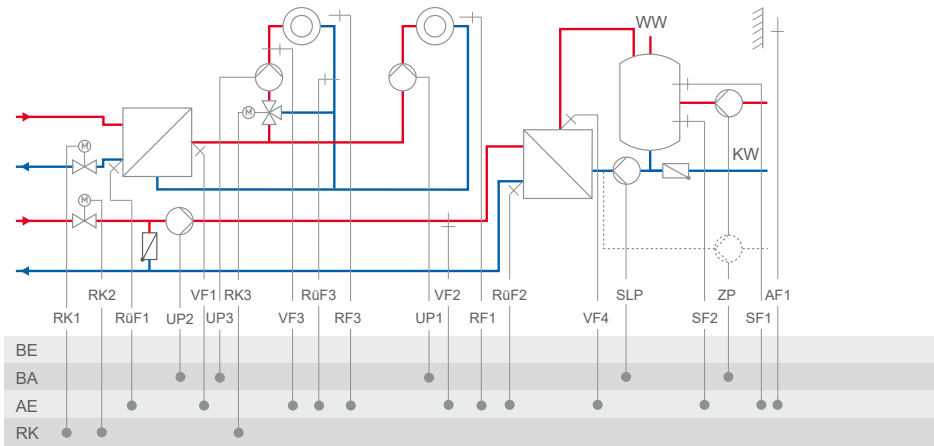 WW
M
M
KW
M
RK2 VF1 RK3 RüF3 VF2 RüF2 SLP ZP AF1
RK1 RüF1 UP2 UP3 VF3 RF3 UP1 RF1 VF4 SF2 SF1
BE
BA
AE
RK